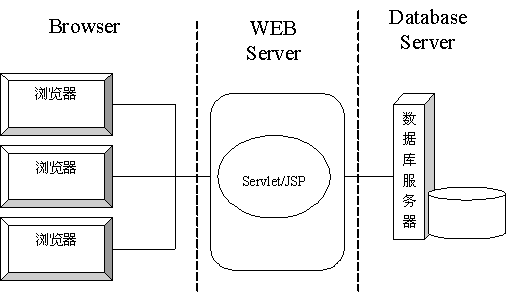 Browser
WEB
Server
Database
Server
浏览器
浏览器
浏览器
Servlet/JSP
数据库服务器